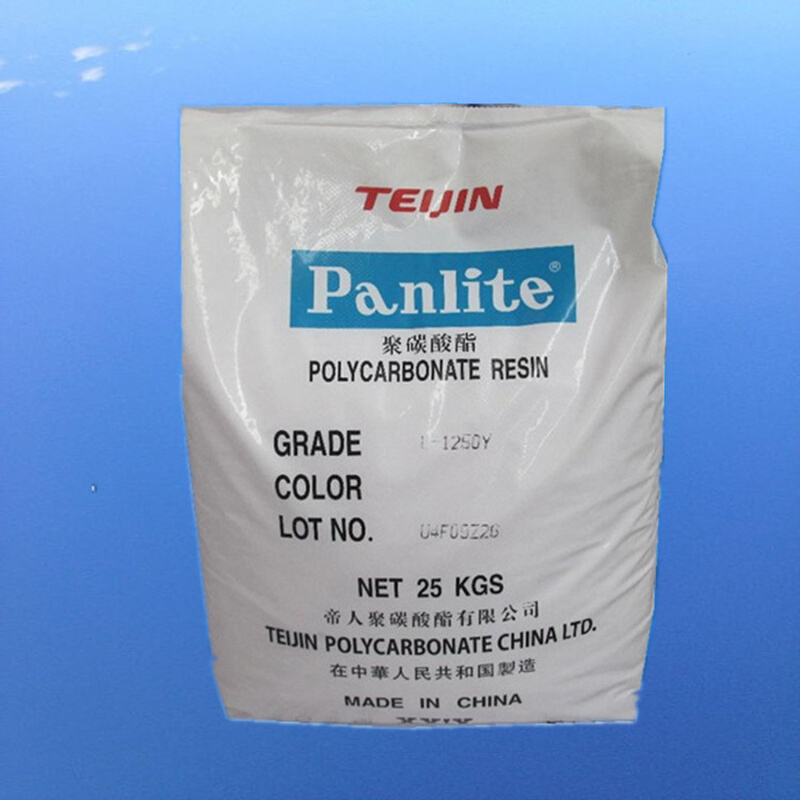 TEIJIN
Panlite®
聚碳酸酯
POLYCARBONATE RESIN
GRADE L-1250Y
COLOR
LOT NO. U4F09Z26
NET 25 KGS
帝人聚碳酸酯有限公司
TEIJIN POLYCARBONATE CHINA LTD.
在中華人民共和国製造
MADE IN CHINA